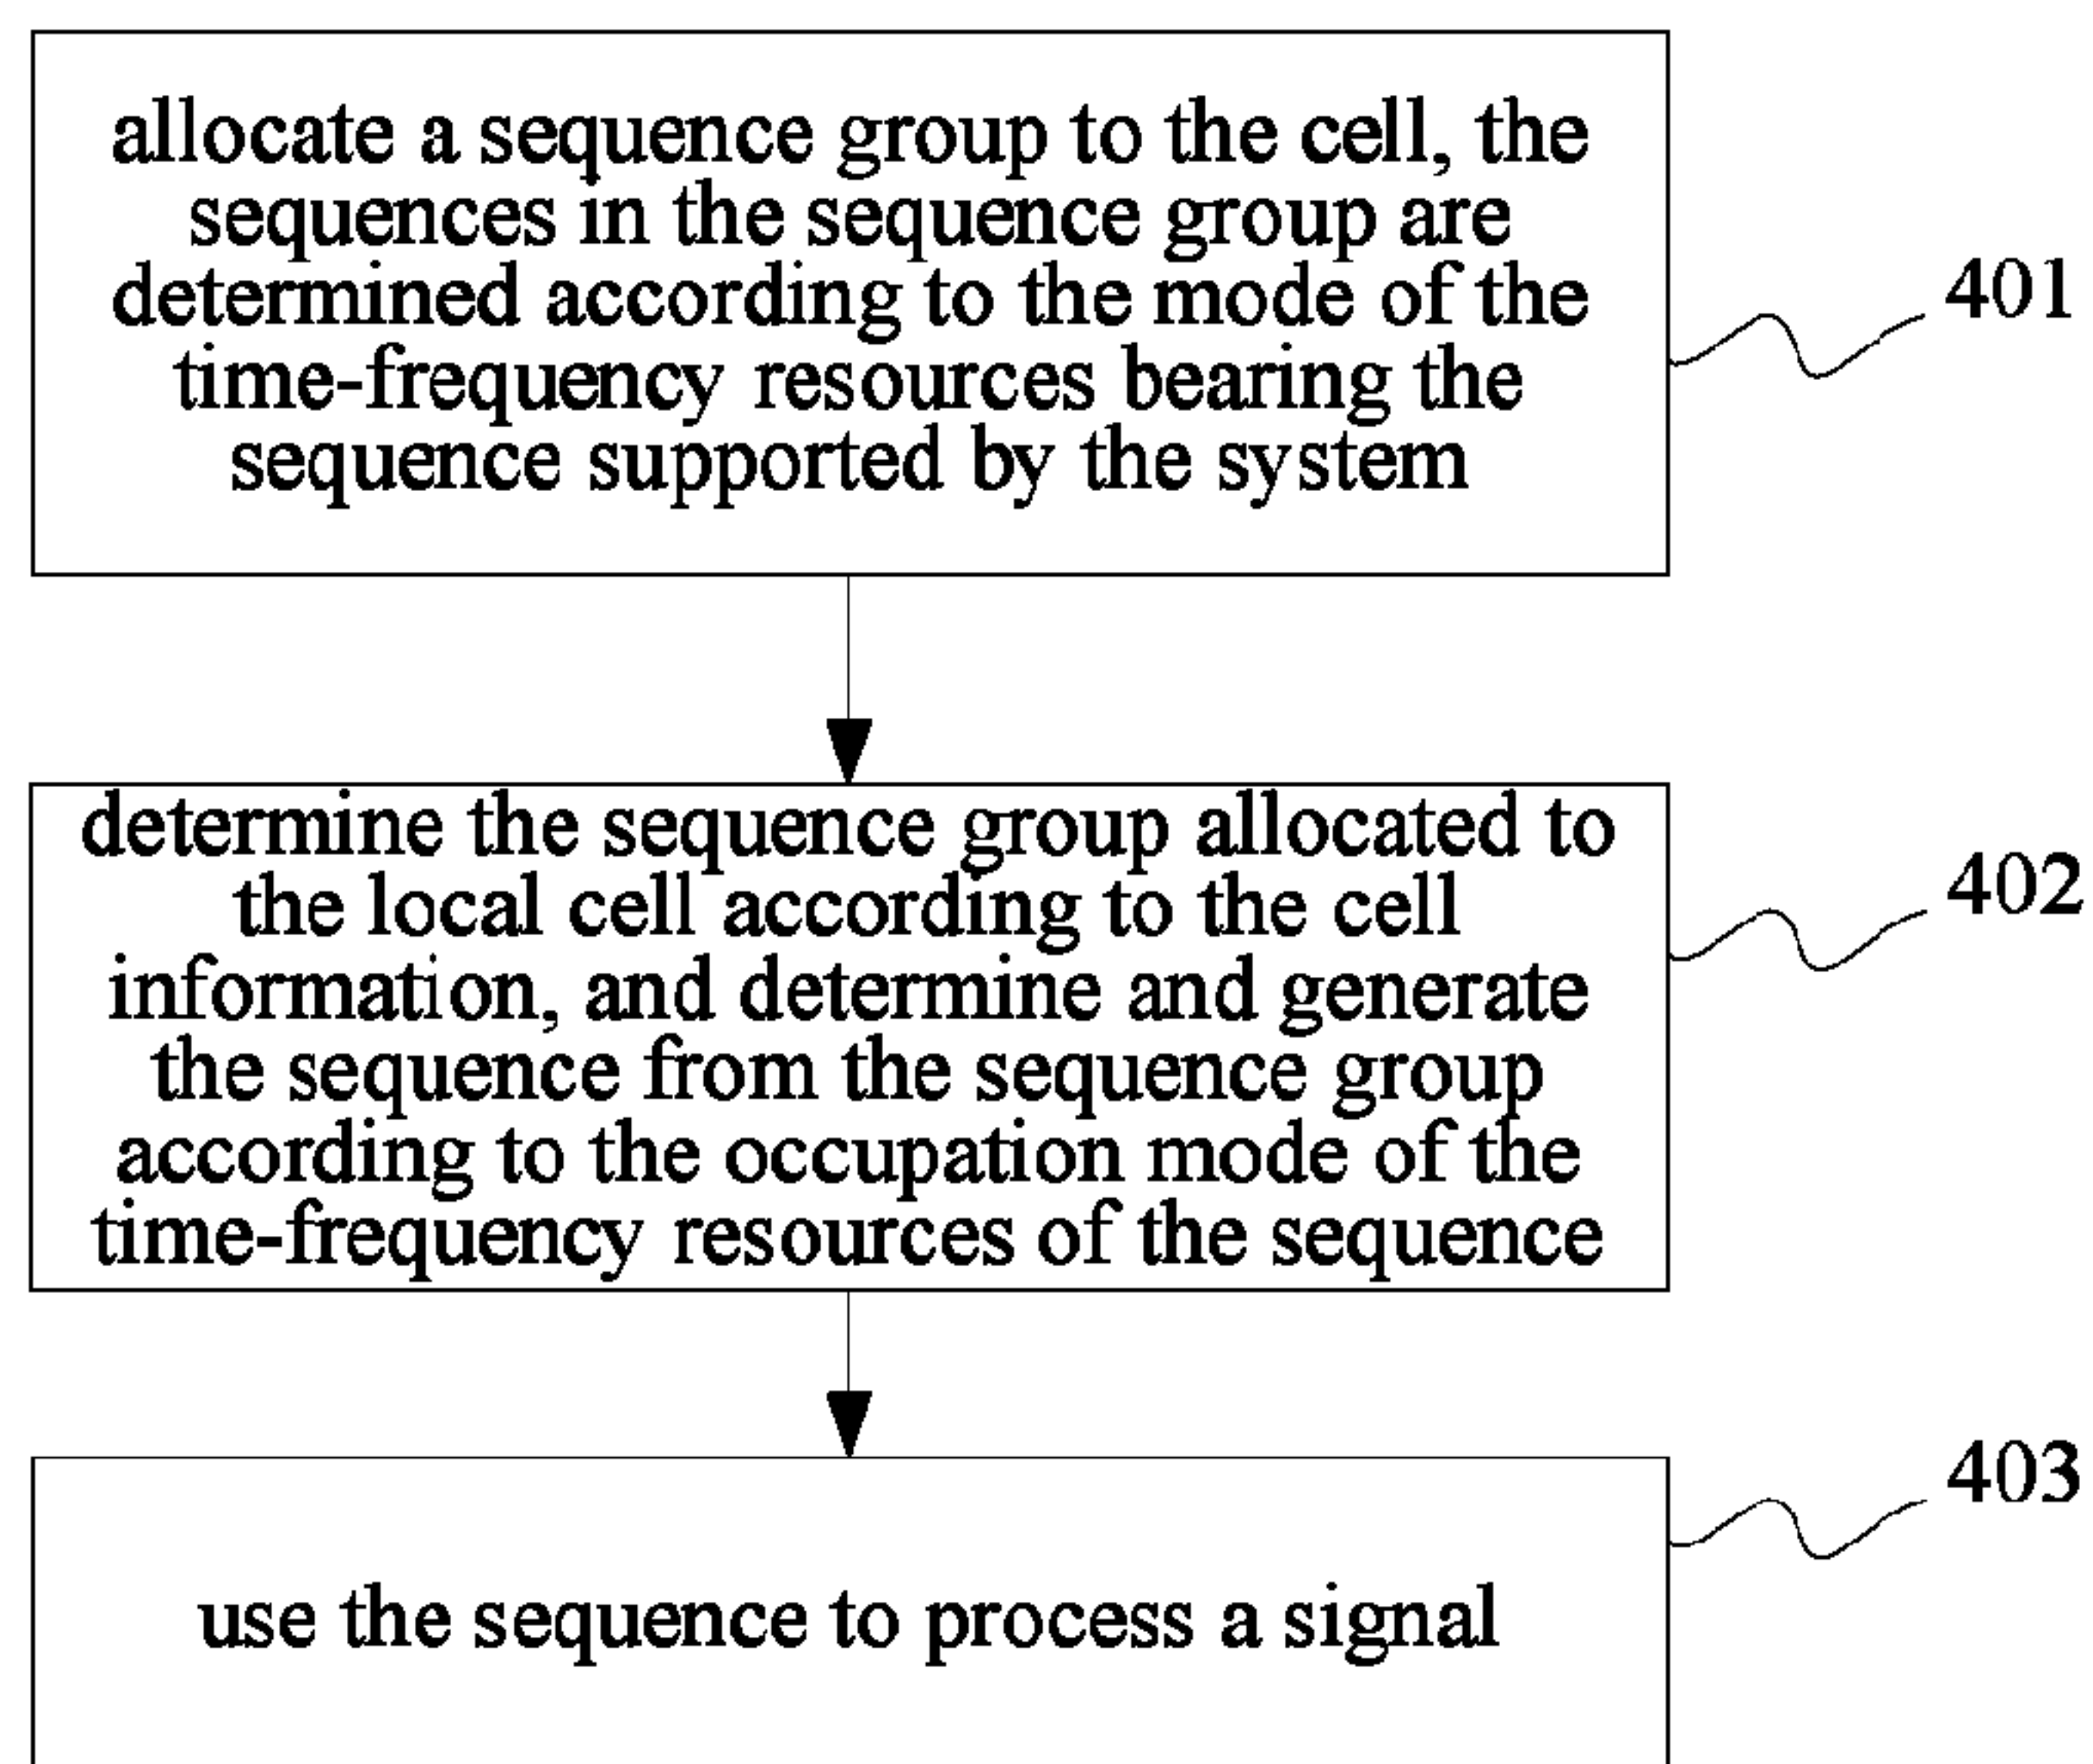 allocate a sequence group to the cell, the
sequences in the sequence group are
determined according to the mode of the
time-frequency resources bearing the
sequence supported by the system
401
determine the sequence group allocated to
the local cell according to the cell
information, and determine and generate
the sequence from the sequence group
according to the occupation mode of the
time-frequency resources of the sequence
402
use the sequence to process a signal
403